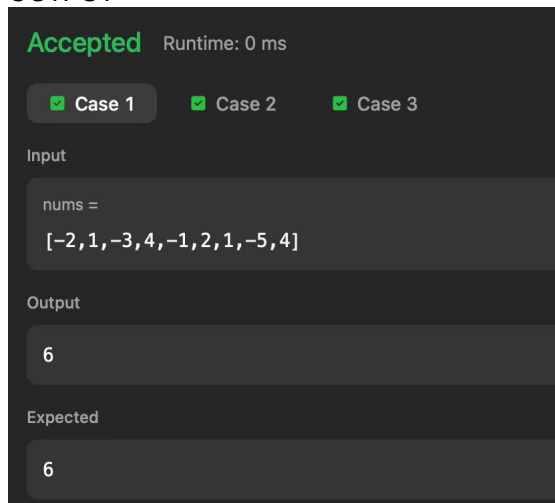 Accepted Runtime: 0 ms
Case 1 Case 2 Case 3
Input
nums =
[-2,1,-3,4,-1,2,1,-5,4]
Output
6
Expected
6